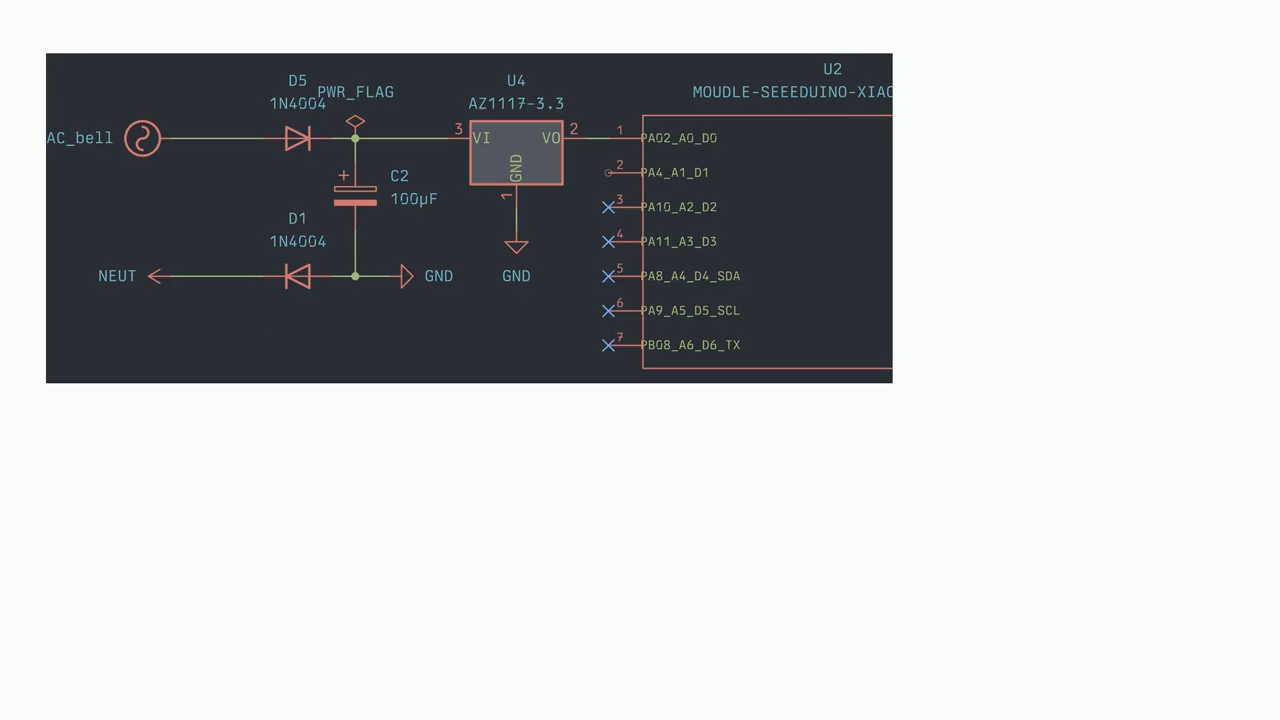 U2
D5
PWR_FLAG
U4
1N4004
AZ1117-3.3
MOUDLE-SEEEDUINO-XIAO
AC_bell
3
VI
VO
2
1
PA02_A0_D0
GND
1
2
PA4_A1_D1
+
C2
100µF
3
PA10_A2_D2
D1
1N4004
4
PA11_A3_D3
NEUT
GND
GND
5
PA8_A4_D4_SDA
6
PA9_A5_D5_SCL
7
PB08_A6_D6_TX